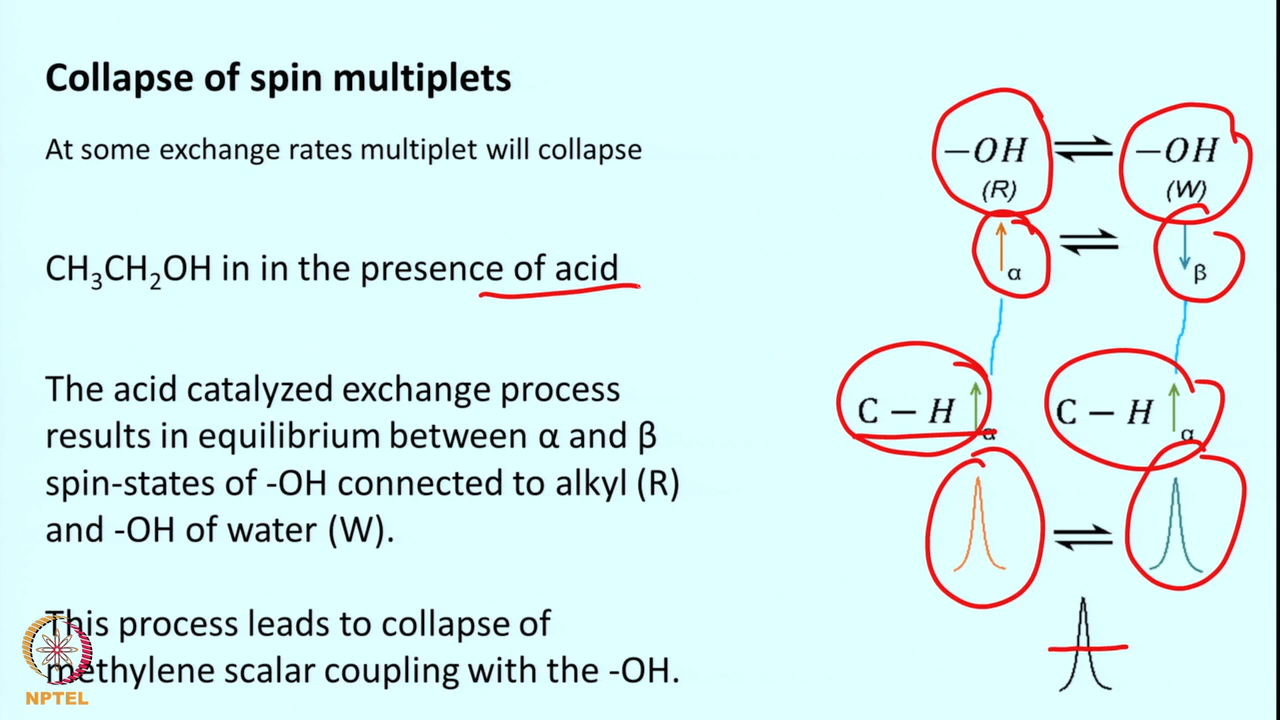 Collapse of spin multiplets
At some exchange rates multiplet will collapse
CH₃CH₂OH in in the presence of acid
The acid catalyzed exchange process
results in equilibrium between α and β
spin-states of -OH connected to alkyl (R)
and -OH of water (W).
This process leads to collapse of
methylene scalar coupling with the -OH.
−OH ⇌ −OH
(R) (W)
α ⇌ β
C − H C − H
α α
⇌
NPTEL